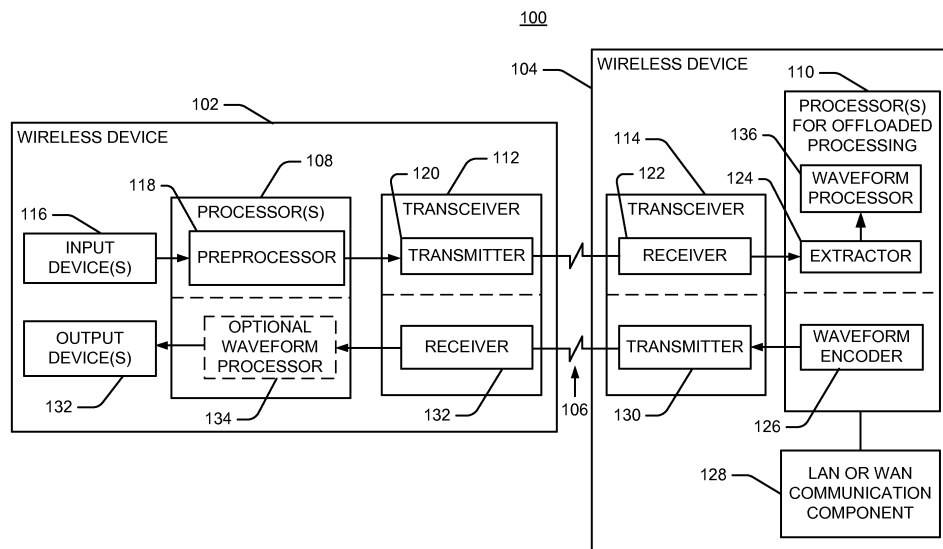 100
WIRELESS DEVICE
104
110
102
PROCESSOR(S)
FOR OFFLOADED
PROCESSING
WIRELESS DEVICE
108
112
114
136
118
120
122
124
WAVEFORM
PROCESSOR
116
PROCESSOR(S)
TRANSCEIVER
TRANSCEIVER
INPUT
DEVICE(S)
PREPROCESSOR
TRANSMITTER
RECEIVER
EXTRACTOR
OUTPUT
DEVICE(S)
OPTIONAL
WAVEFORM
PROCESSOR
RECEIVER
TRANSMITTER
WAVEFORM
ENCODER
132
134
132
106
130
126
128
LAN OR WAN
COMMUNICATION
COMPONENT